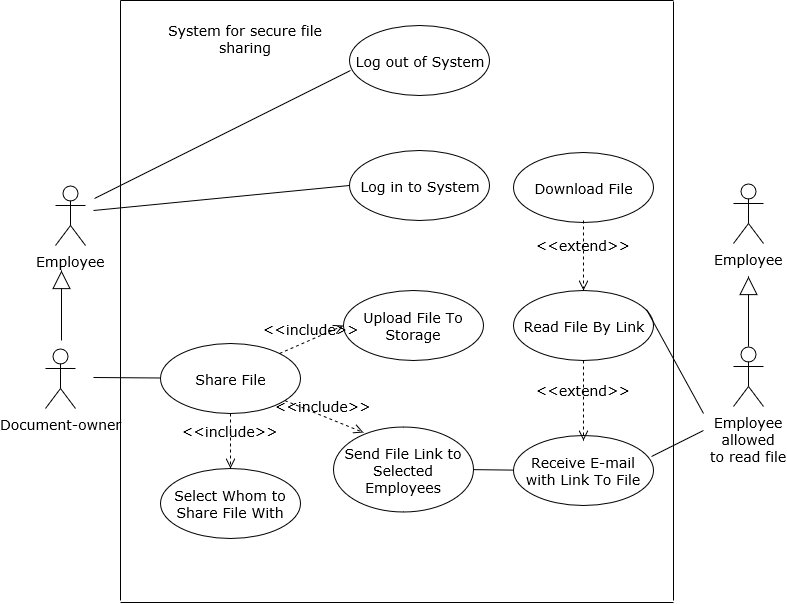 System for secure file
sharing
Log out of System
Log in to System
Download File
Employee
Employee
<<extend>>
Upload File To
Storage
Read File By Link
<<include>>
Share File
<<extend>>
<<include>>
Document-owner
<<include>>
Employee
allowed
to read file
Send File Link to
Selected
Employees
Receive E-mail
with Link To File
Select Whom to
Share File With